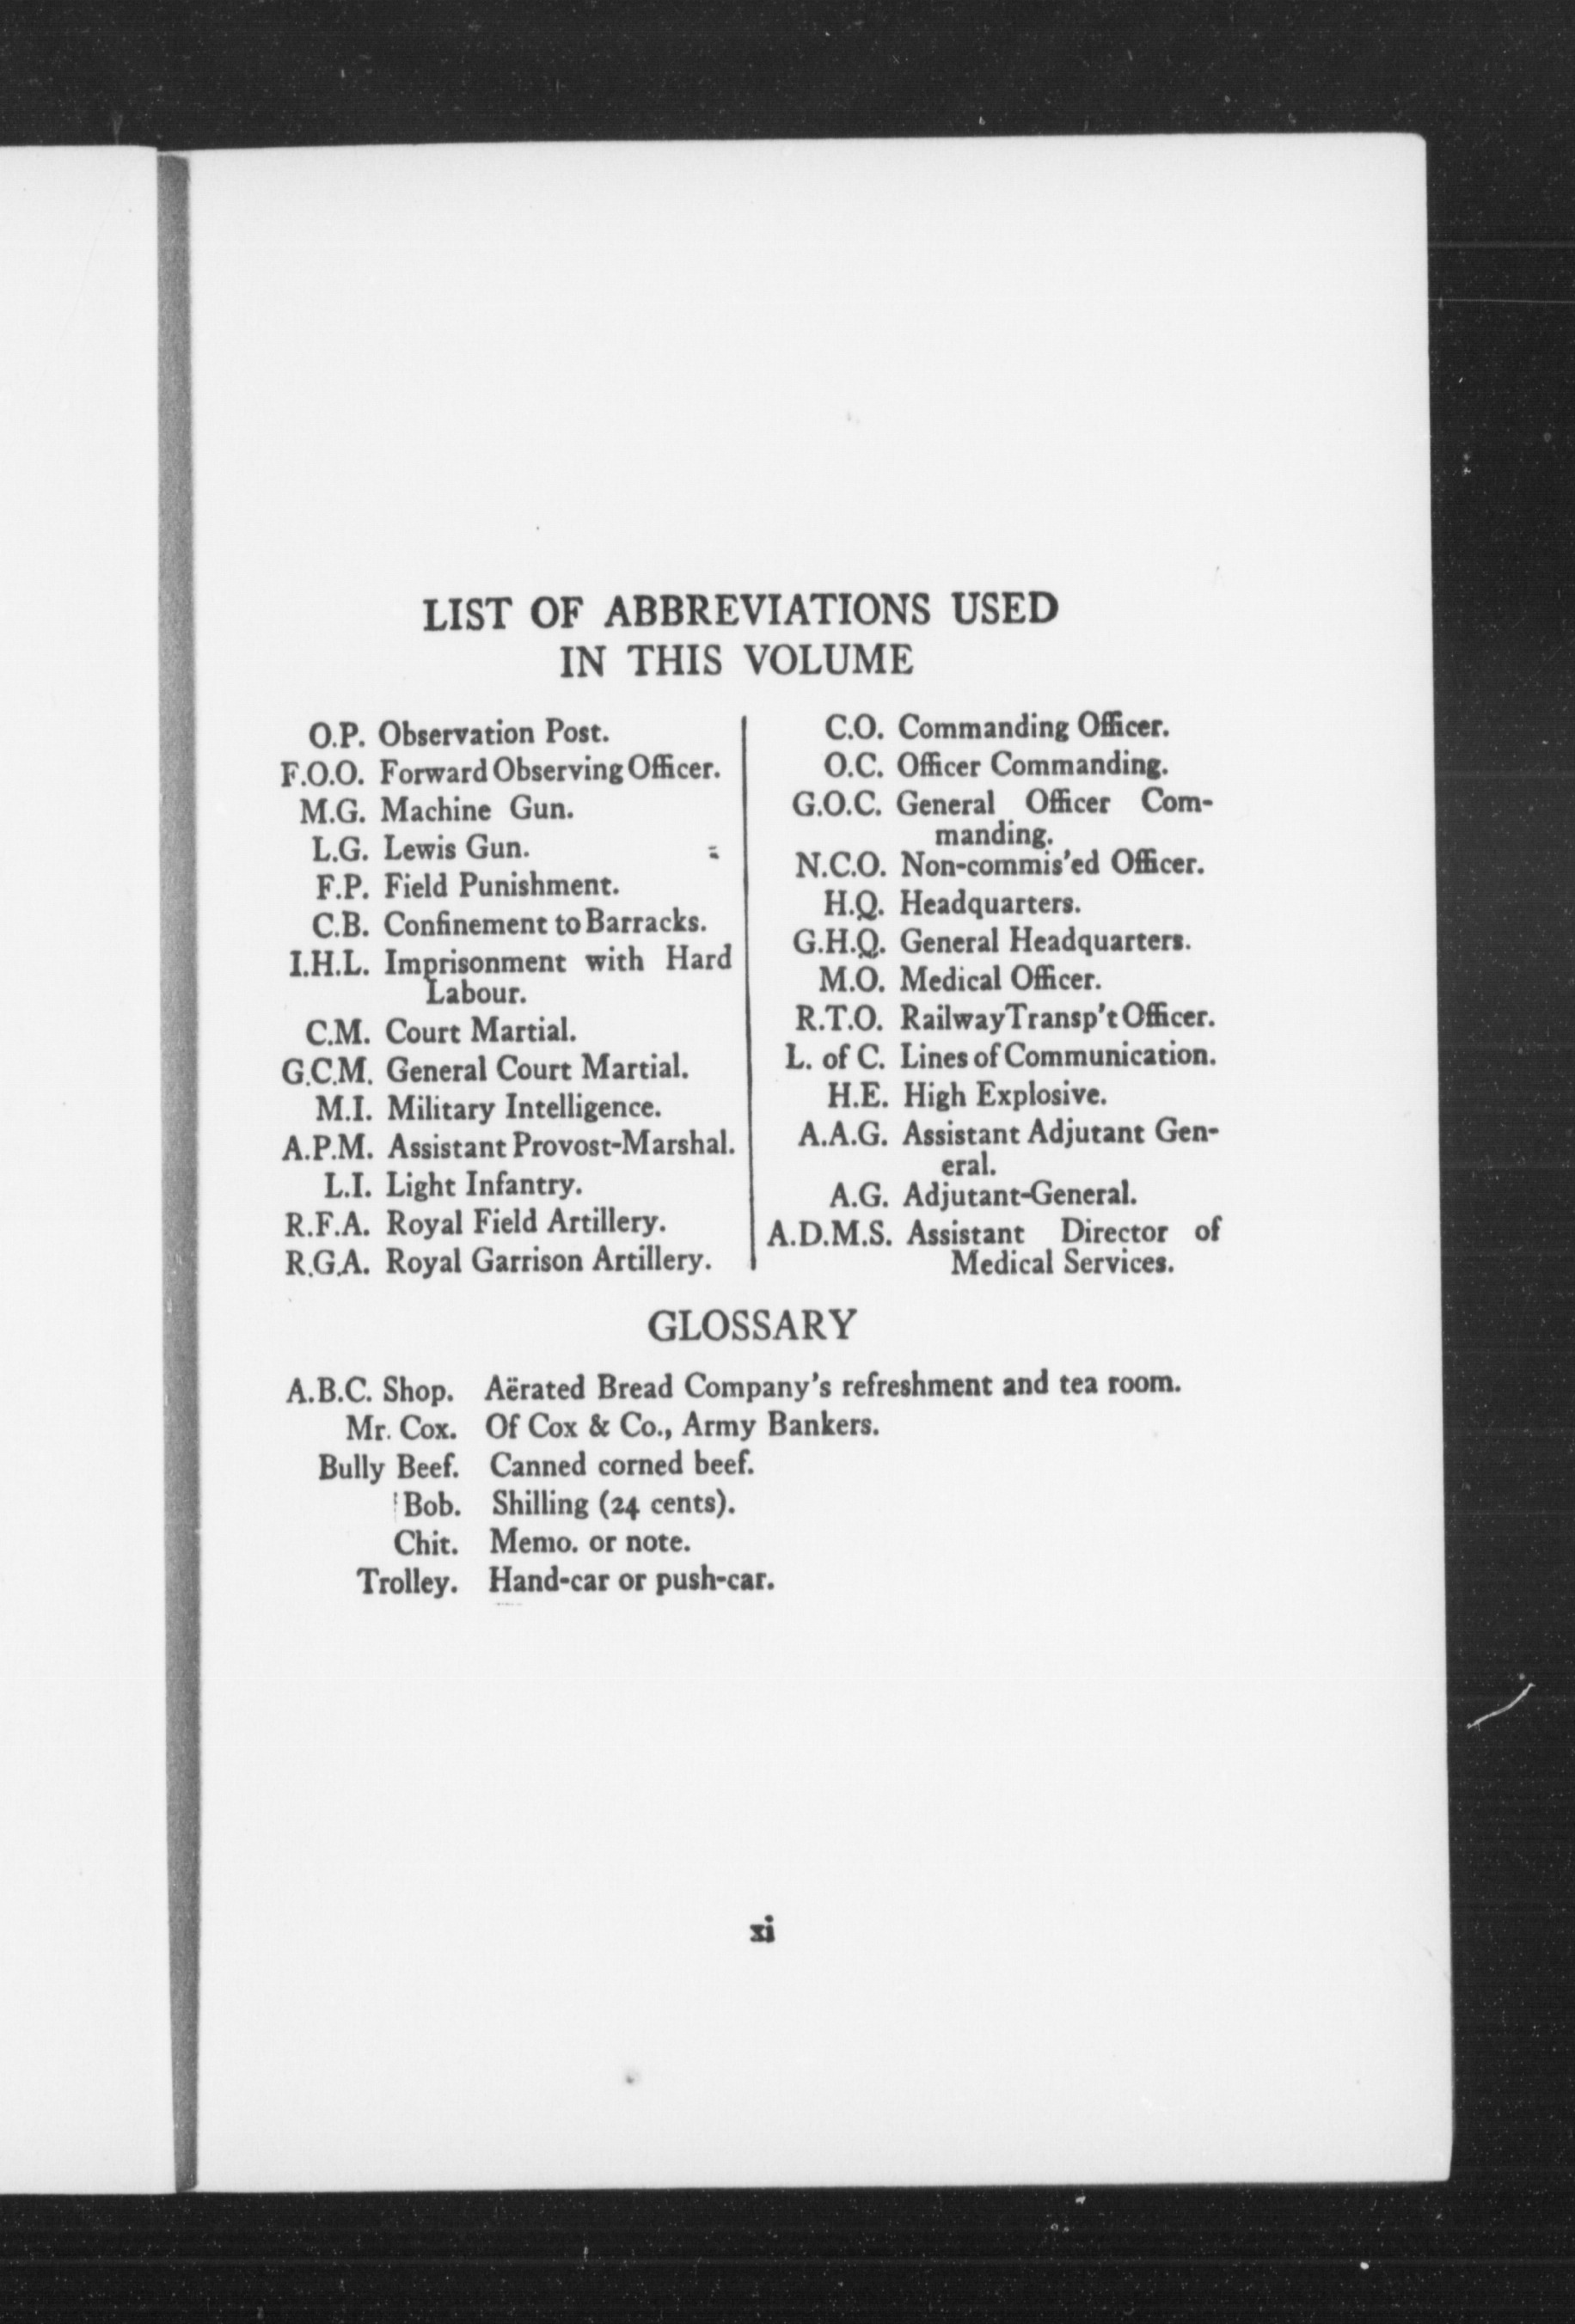 LIST OF ABBREVIATIONS USED
IN THIS VOLUME
O.P. Observation Post.
F.O.O. Forward Observing Officer.
M.G. Machine Gun.
L.G. Lewis Gun.
F.P. Field Punishment.
C.B. Confinement to Barracks.
I.H.L. Imprisonment with Hard
Labour.
C.M. Court Martial.
G.C.M. General Court Martial.
M.I. Military Intelligence.
A.P.M. Assistant Provost-Marshal.
L.I. Light Infantry.
R.F.A. Royal Field Artillery.
R.G.A. Royal Garrison Artillery.
C.O. Commanding Officer.
O.C. Officer Commanding.
G.O.C. General Officer Com-
manding.
N.C.O. Non-commis'ed Officer.
H.Q. Headquarters.
G.H.Q. General Headquarters.
M.O. Medical Officer.
R.T.O. Railway Transp't Officer.
L. of C. Lines of Communication.
H.E. High Explosive.
A.A.G. Assistant Adjutant Gen-
eral.
A.G. Adjutant-General.
A.D.M.S. Assistant Director of
Medical Services.
GLOSSARY
A.B.C. Shop. Aërated Bread Company's refreshment and tea room.
Mr. Cox. Of Cox & Co., Army Bankers.
Bully Beef. Canned corned beef.
Bob. Shilling (24 cents).
Chit. Memo. or note.
Trolley. Hand-car or push-car.
xi